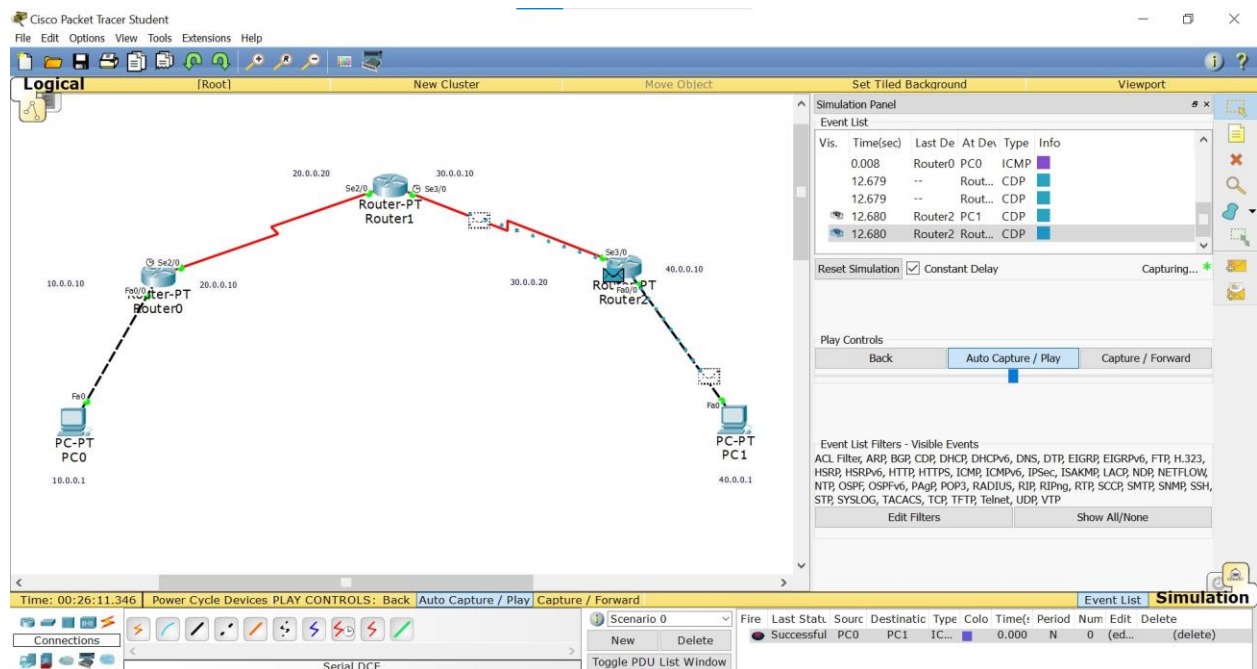 Cisco Packet Tracer Student
File Edit Options View Tools Extensions Help
Logical [Root] New Cluster Move Object Set Tiled Background Viewport
Simulation Panel
Event List
Vis. Time(sec) Last De At Dev Type Info
0.008 Router0 PC0 ICMP
12.679 -- Rout... CDP
12.679 -- Rout... CDP
12.680 Router2 PC1 CDP
12.680 Router2 Rout... CDP
Reset Simulation Constant Delay Capturing... *
Play Controls
Back Auto Capture / Play Capture / Forward
Event List Filters - Visible Events
ACL Filter, ARP, BGP, CDP, DHCP, DHCPv6, DNS, DTP, EIGRP, EIGRPv6, FTP, H.323,
HSRP, HSRPv6, HTTP, HTTPS, ICMP, ICMPv6, IPSec, ISAKMP, LACP, NDP, NETFLOW,
NTP, OSPF, OSPFv6, PAgP, POP3, RADIUS, RIP, RIPng, RTP, SCCP, SMTP, SNMP, SSH,
STP, SYSLOG, TACACS, TCP, TFTP, Telnet, UDP, VTP
Edit Filters Show All/None
20.0.0.20 30.0.0.10
Se2/0 Se3/0
Router-PT
Router1
Se2/0
10.0.0.10 Fa0/0 20.0.0.10
Router0
Se3/0
40.0.0.10
30.0.0.20
Fa0/0
Router2
Fa0
PC-PT
PC0
10.0.0.1
Fa0
PC-PT
PC1
40.0.0.1
Time: 00:26:11.346 Power Cycle Devices PLAY CONTROLS: Back Auto Capture / Play Capture / Forward Event List Simulation
Connections
Serial DCE
Scenario 0
New Delete
Toggle PDU List Window
Fire Last Statu Sourc Destinatic Type Colo Time(s Period Num Edit Delete
Successful PC0 PC1 IC... 0.000 N 0 (ed... (delete)